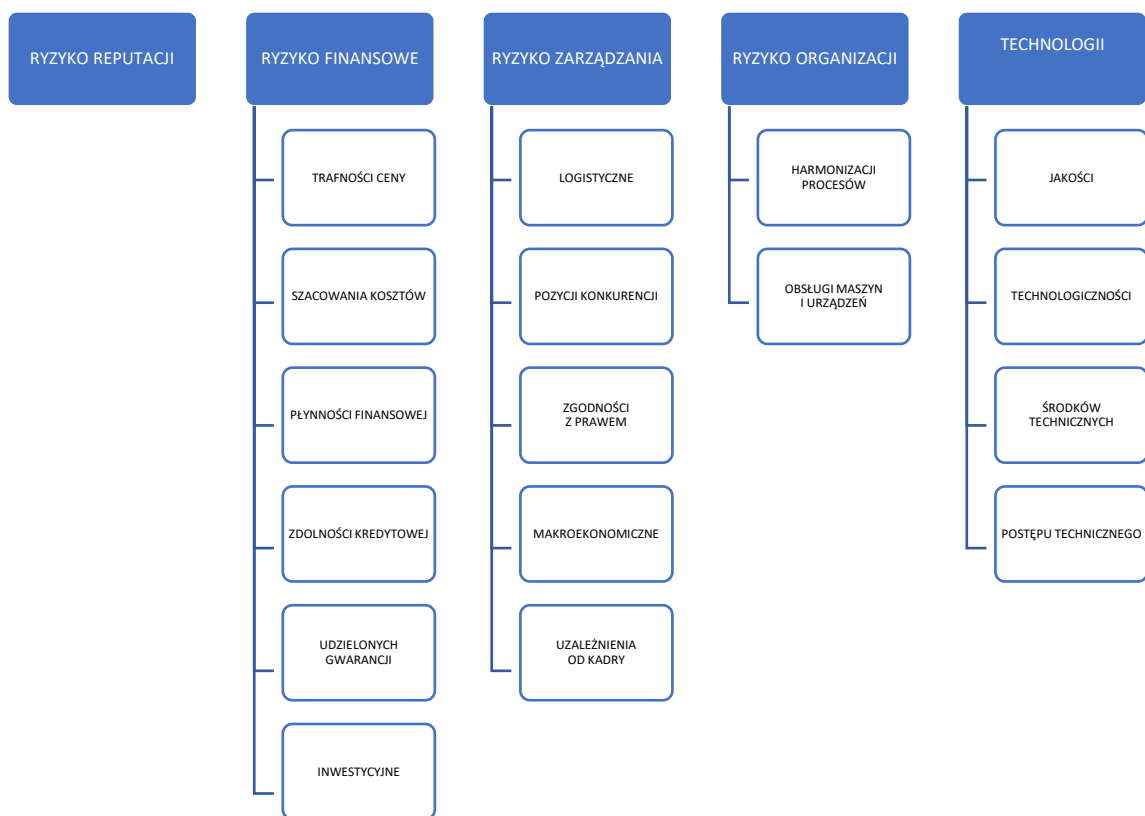 RYZYKO REPUTACJI
RYZYKO FINANSOWE
TRAFNOŚCI CENY
SZACOWANIA KOSZTÓW
PŁYNNOŚCI FINANSOWEJ
ZDOLNOŚCI KREDYTOWEJ
UDZIELONYCH
GWARANCJI
INWESTYCYJNE
RYZYKO ZARZĄDZANIA
LOGISTYCZNE
POZYCJI KONKURENCJI
ZGODNOŚCI
Z PRAWEM
MAKROEKONOMICZNE
UZALEŻNIENIA
OD KADRY
RYZYKO ORGANIZACJI
HARMONIZACJI
PROCESÓW
OBSŁUGI MASZYN
I URZĄDZEŃ
TECHNOLOGII
JAKOŚCI
TECHNOLOGICZNOŚCI
ŚRODKÓW
TECHNICZNYCH
POSTĘPU TECHNICZNEGO